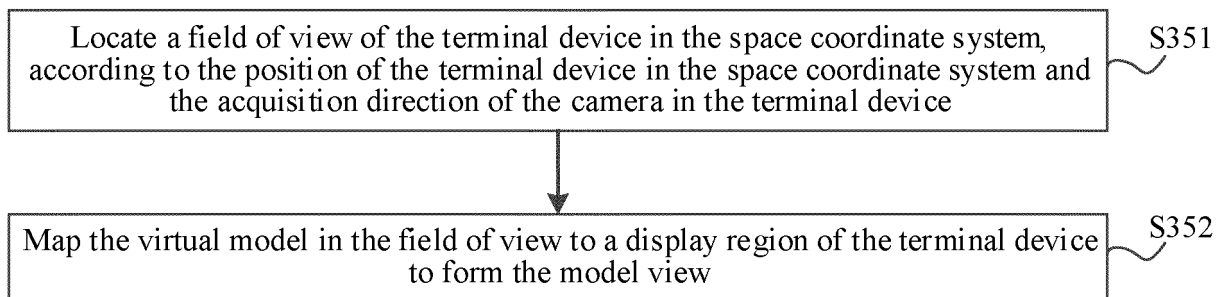 Locate a field of view of the terminal device in the space coordinate system,
according to the position of the terminal device in the space coordinate system and
the acquisition direction of the camera in the terminal device
S351
Map the virtual model in the field of view to a display region of the terminal device
to form the model view
S352